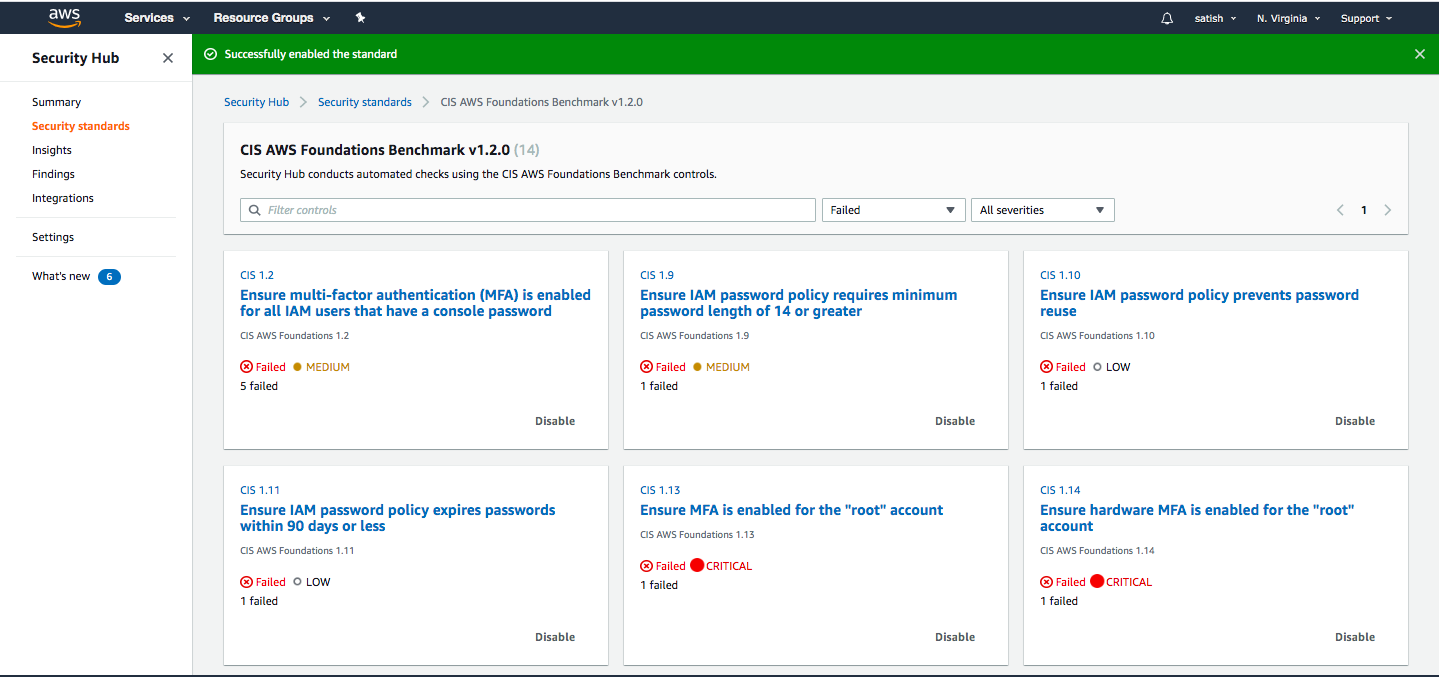 aws Services Resource Groups satish N. Virginia Support
Security Hub
Successfully enabled the standard
Summary
Security standards
Insights
Findings
Integrations
Settings
What's new 6
Security Hub Security standards CIS AWS Foundations Benchmark v1.2.0
CIS AWS Foundations Benchmark v1.2.0 (14)
Security Hub conducts automated checks using the CIS AWS Foundations Benchmark controls.
Filter controls Failed All severities 1
CIS 1.2
Ensure multi-factor authentication (MFA) is enabled
for all IAM users that have a console password
CIS AWS Foundations 1.2
Failed MEDIUM
5 failed
Disable
CIS 1.9
Ensure IAM password policy requires minimum
password length of 14 or greater
CIS AWS Foundations 1.9
Failed MEDIUM
1 failed
Disable
CIS 1.10
Ensure IAM password policy prevents password
reuse
CIS AWS Foundations 1.10
Failed LOW
1 failed
Disable
CIS 1.11
Ensure IAM password policy expires passwords
within 90 days or less
CIS AWS Foundations 1.11
Failed LOW
1 failed
Disable
CIS 1.13
Ensure MFA is enabled for the "root" account
CIS AWS Foundations 1.13
Failed CRITICAL
1 failed
Disable
CIS 1.14
Ensure hardware MFA is enabled for the "root"
account
CIS AWS Foundations 1.14
Failed CRITICAL
1 failed
Disable